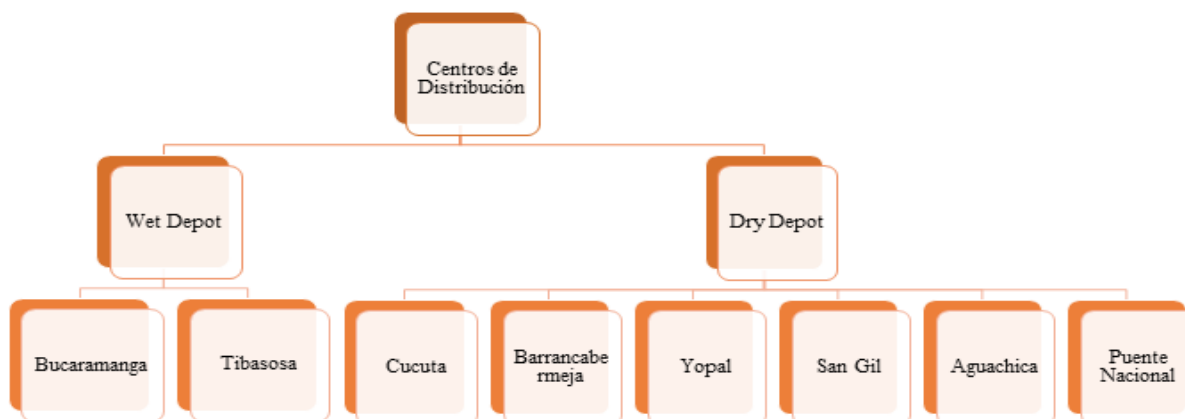 Centros de
Distribución
Wet Depot
Dry Depot
Bucaramanga
Tibasosa
Cucuta
Barrancabe
rmeja
Yopal
San Gil
Aguachica
Puente
Nacional